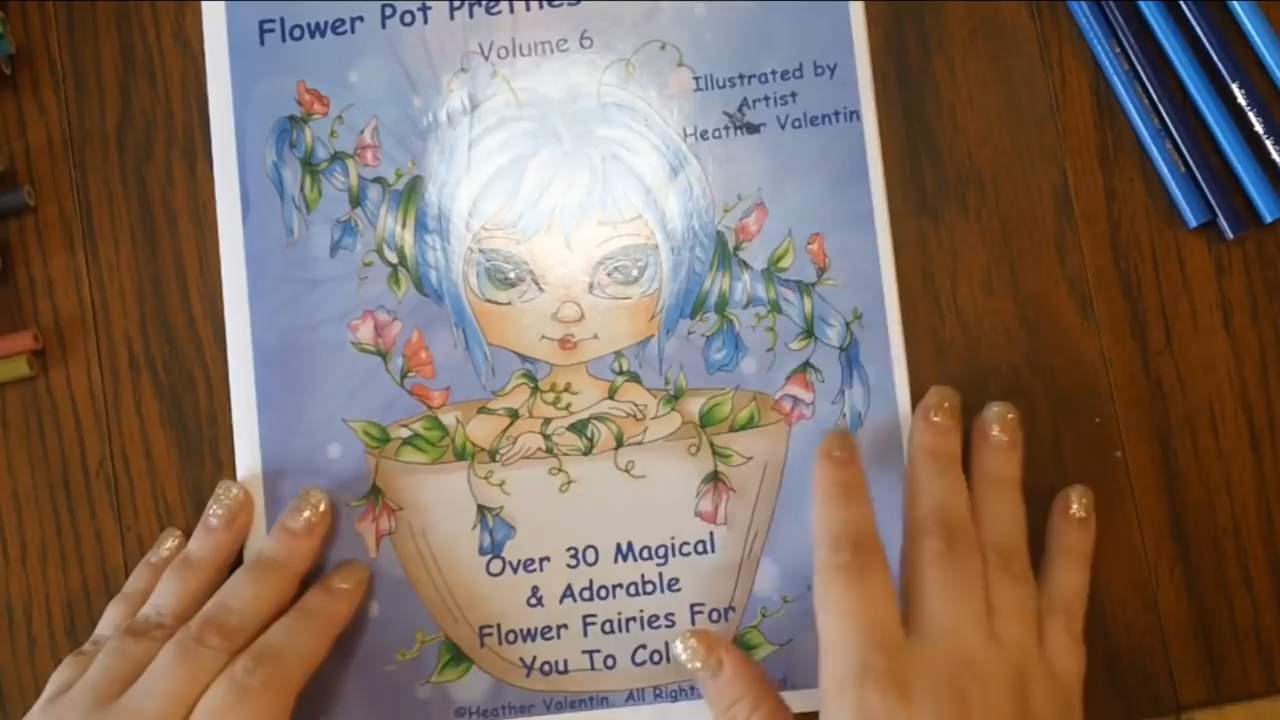 Flower Pot Pretties
Volume 6
Illustrated by
Artist
Heather Valentin
Over 30 Magical
& Adorable
Flower Fairies For
You To Col
©Heather Valentin. All Right